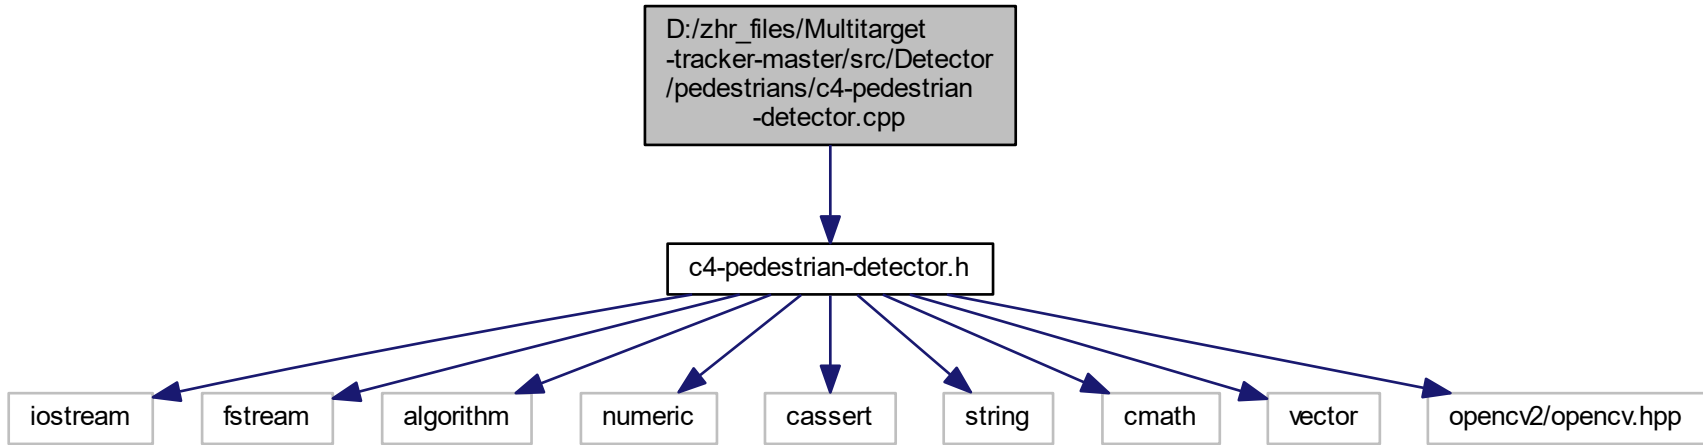 D:/zhr_files/Multitarget
-tracker-master/src/Detector
/pedestrians/c4-pedestrian
-detector.cpp
c4-pedestrian-detector.h
iostream
fstream
algorithm
numeric
cassert
string
cmath
vector
opencv2/opencv.hpp